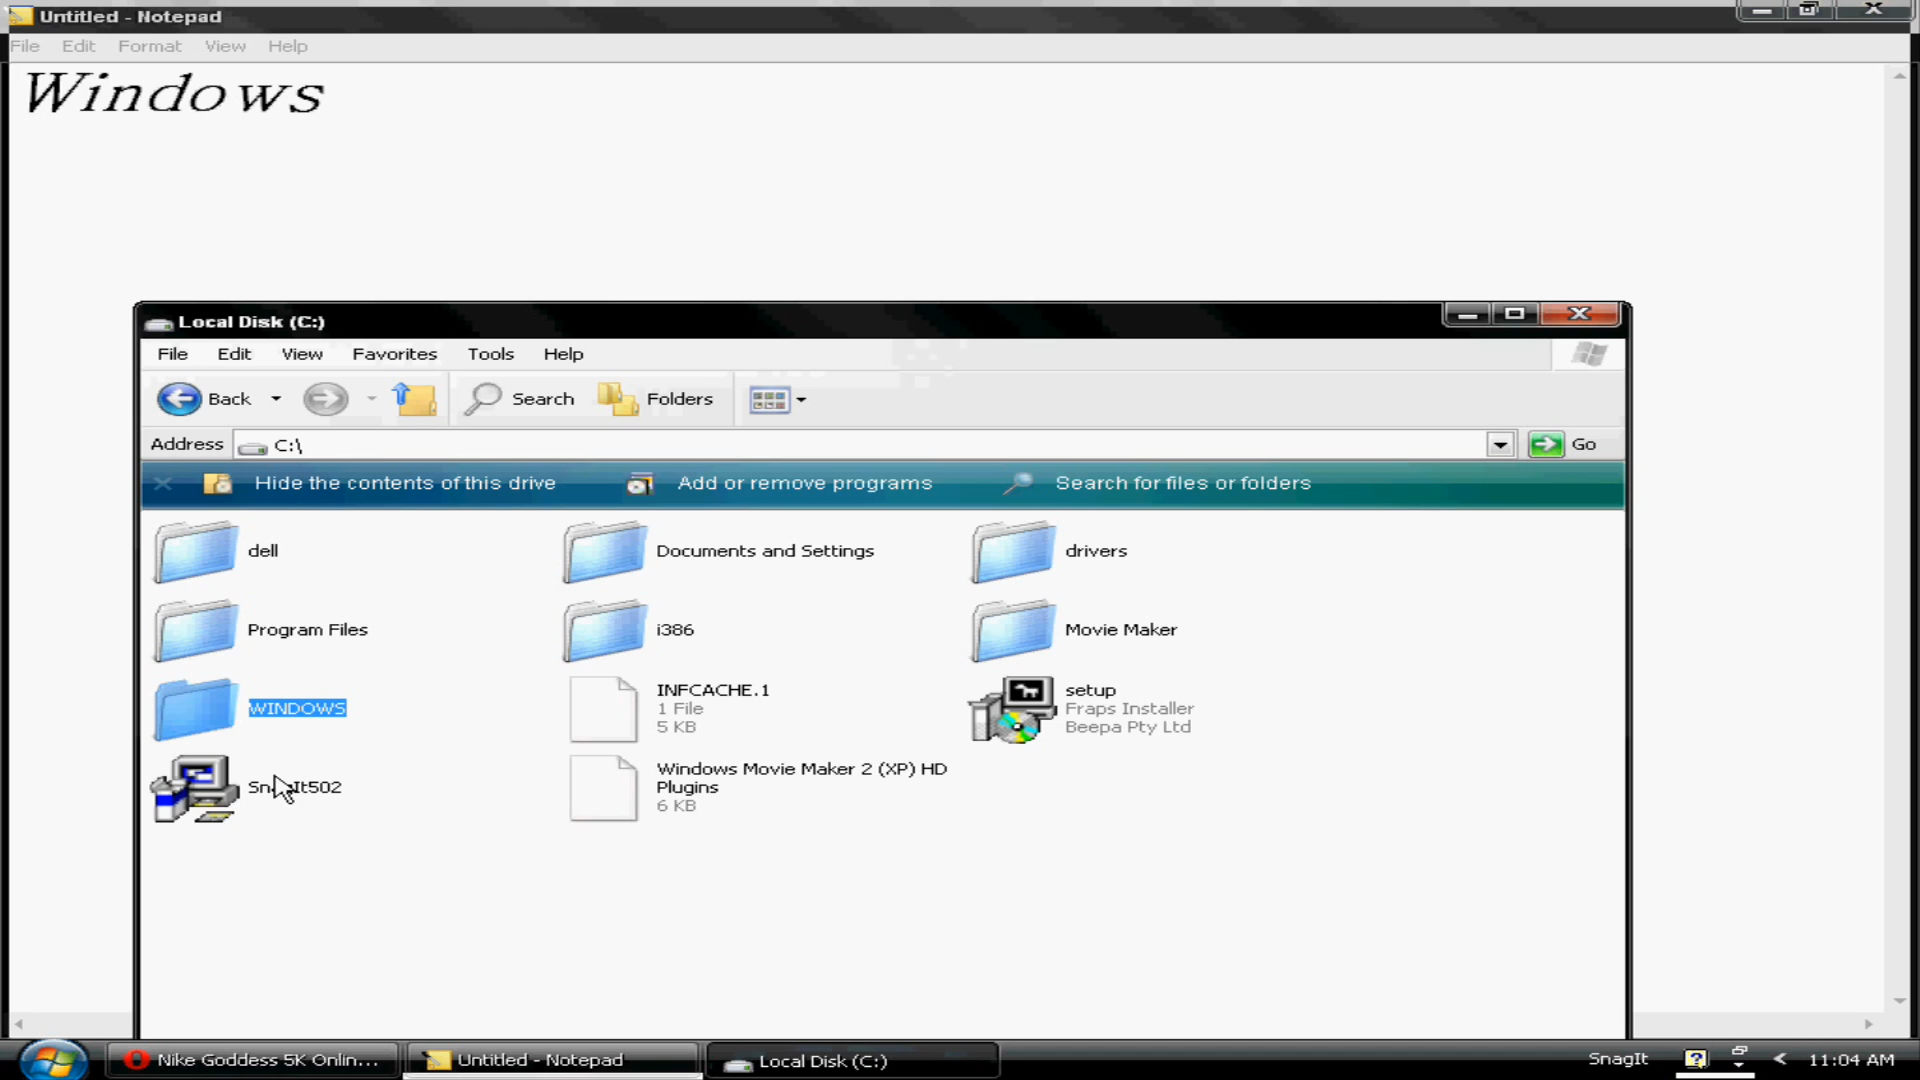 Untitled - Notepad
File Edit Format View Help
Windows
Local Disk (C:)
File Edit View Favorites Tools Help
Back Search Folders
Address C:\ Go
Hide the contents of this drive Add or remove programs Search for files or folders
dell Documents and Settings drivers
Program Files i386 Movie Maker
WINDOWS
INFCACHE.1
1 File
5 KB
setup
Fraps Installer
Beepa Pty Ltd
SnagIt502
Windows Movie Maker 2 (XP) HD
Plugins
6 KB
Nike Goddess 5K Onlin... Untitled - Notepad Local Disk (C:) SnagIt 11:04 AM